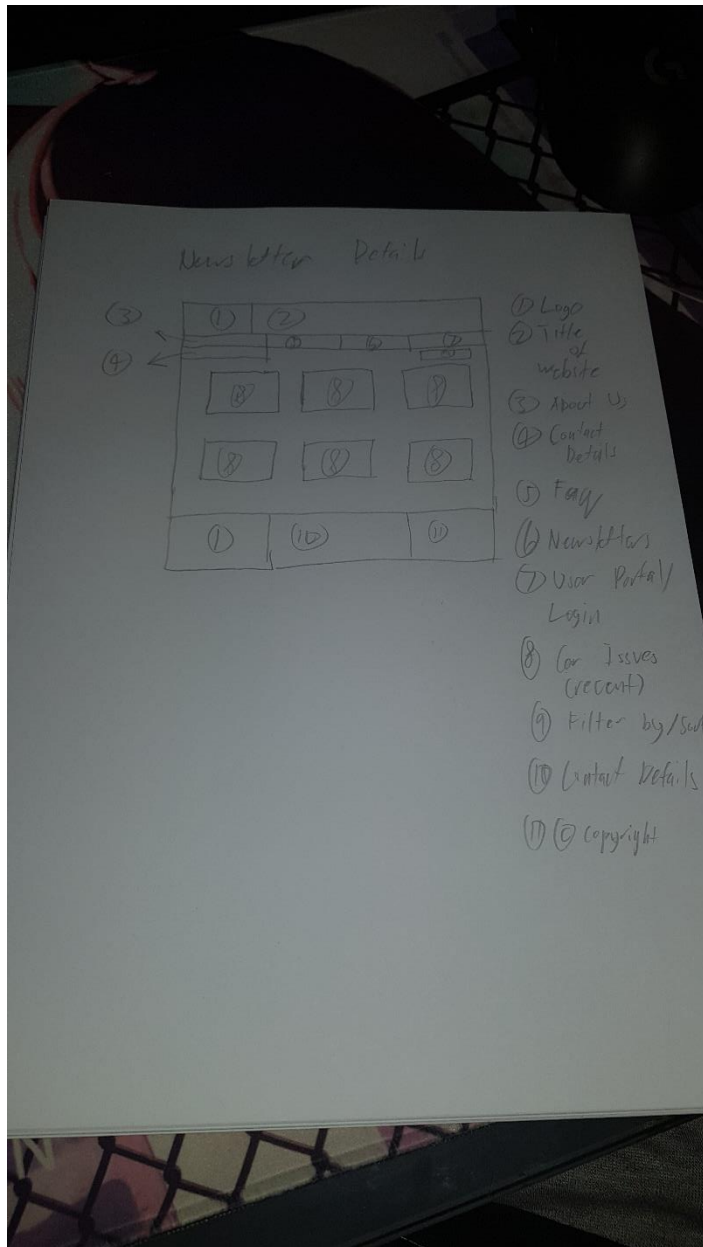 Newsletter Details
③ ① ②
④ ⑥ ⑦
⑧ ⑧ ⑧
⑧ ⑧ ⑧
① ⑩ ⑪
① Logo
② Title
of
website
③ About Us
④ Contact
Details
⑤ Faq
⑥ Newsletters
⑦ User Portal/
Login
⑧ Issues
(recent)
⑨ Filter by/
⑩ Contact Details
⑪ © Copyright